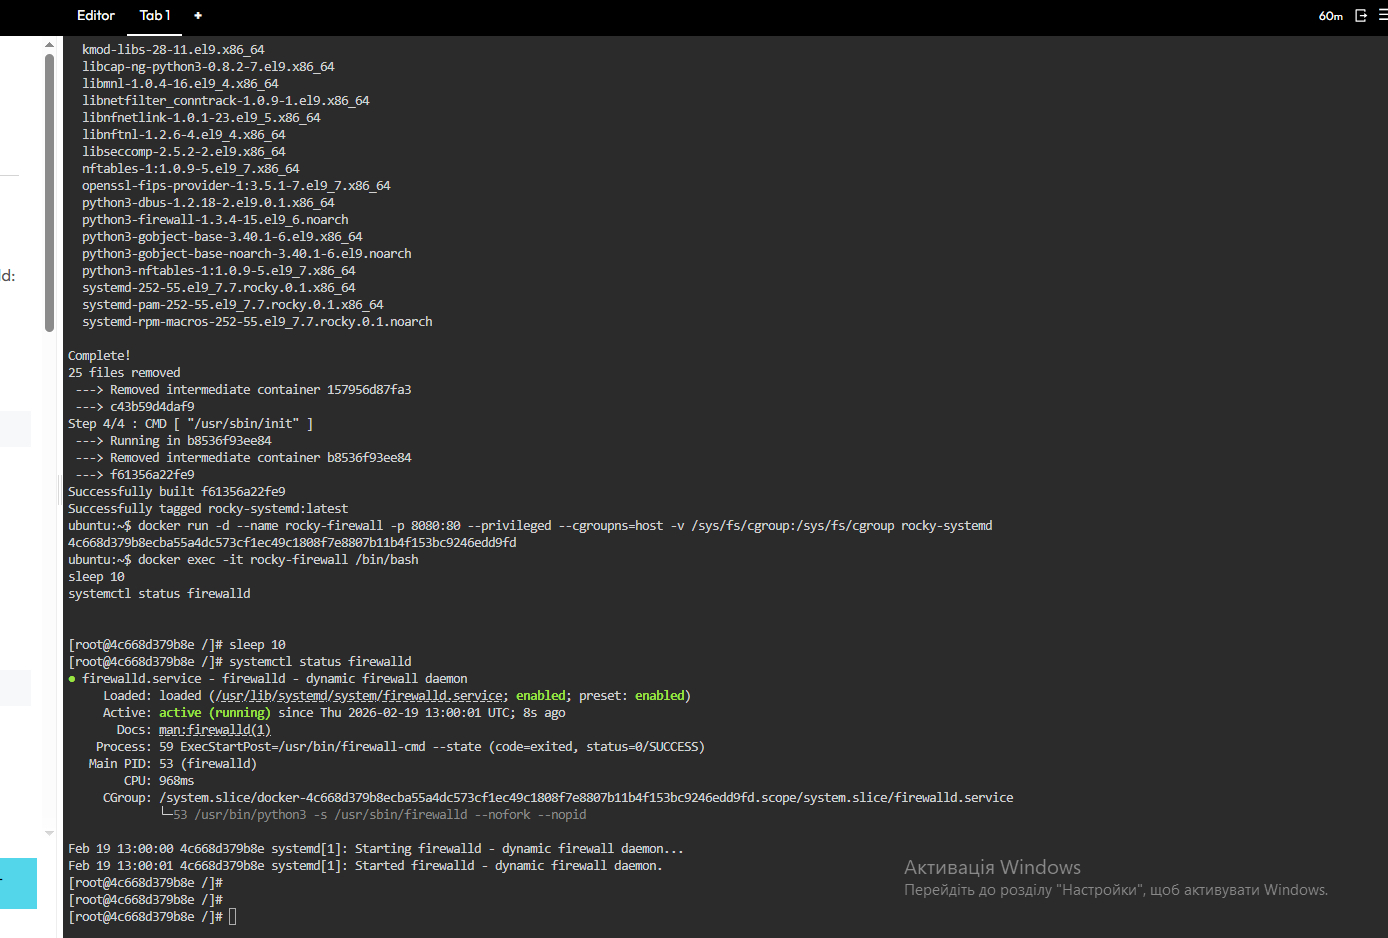 Editor Tab 1 + 60m
kmod-libs-28-11.el9.x86_64
libcap-ng-python3-0.8.2-7.el9.x86_64
libmnl-1.0.4-16.el9_4.x86_64
libnetfilter_conntrack-1.0.9-1.el9.x86_64
libnfnetlink-1.0.1-23.el9_5.x86_64
libnftnl-1.2.6-4.el9_4.x86_64
libseccomp-2.5.2-2.el9.x86_64
nftables-1:1.0.9-5.el9_7.x86_64
openssl-fips-provider-1:3.5.1-7.el9_7.x86_64
python3-dbus-1.2.18-2.el9.0.1.x86_64
python3-firewall-1.3.4-15.el9_6.noarch
python3-gobject-base-3.40.1-6.el9.x86_64
python3-gobject-base-noarch-3.40.1-6.el9.noarch
python3-nftables-1:1.0.9-5.el9_7.x86_64
systemd-252-55.el9_7.7.rocky.0.1.x86_64
systemd-pam-252-55.el9_7.7.rocky.0.1.x86_64
systemd-rpm-macros-252-55.el9_7.7.rocky.0.1.noarch
ld:
Complete!
25 files removed
---> Removed intermediate container 157956d87fa3
---> c43b59d4daf9
Step 4/4 : CMD [ "/usr/sbin/init" ]
---> Running in b8536f93ee84
---> Removed intermediate container b8536f93ee84
---> f61356a22fe9
Successfully built f61356a22fe9
Successfully tagged rocky-systemd:latest
ubuntu:~$ docker run -d --name rocky-firewall -p 8080:80 --privileged --cgroupns=host -v /sys/fs/cgroup:/sys/fs/cgroup rocky-systemd
4c668d379b8ecba55a4dc573cf1ec49c1808f7e8807b11b4f153bc9246edd9fd
ubuntu:~$ docker exec -it rocky-firewall /bin/bash
sleep 10
systemctl status firewalld
[root@4c668d379b8e /]# sleep 10
[root@4c668d379b8e /]# systemctl status firewalld
● firewalld.service - firewalld - dynamic firewall daemon
Loaded: loaded (/usr/lib/systemd/system/firewalld.service; enabled; preset: enabled)
Active: active (running) since Thu 2026-02-19 13:00:01 UTC; 8s ago
Docs: man:firewalld(1)
Process: 59 ExecStartPost=/usr/bin/firewall-cmd --state (code=exited, status=0/SUCCESS)
Main PID: 53 (firewalld)
CPU: 968ms
CGroup: /system.slice/docker-4c668d379b8ecba55a4dc573cf1ec49c1808f7e8807b11b4f153bc9246edd9fd.scope/system.slice/firewalld.service
└─53 /usr/bin/python3 -s /usr/sbin/firewalld --nofork --nopid
Feb 19 13:00:00 4c668d379b8e systemd[1]: Starting firewalld - dynamic firewall daemon...
Feb 19 13:00:01 4c668d379b8e systemd[1]: Started firewalld - dynamic firewall daemon.
[root@4c668d379b8e /]#
[root@4c668d379b8e /]#
[root@4c668d379b8e /]#
Активація Windows
Перейдіть до розділу "Настройки", щоб активувати Windows.